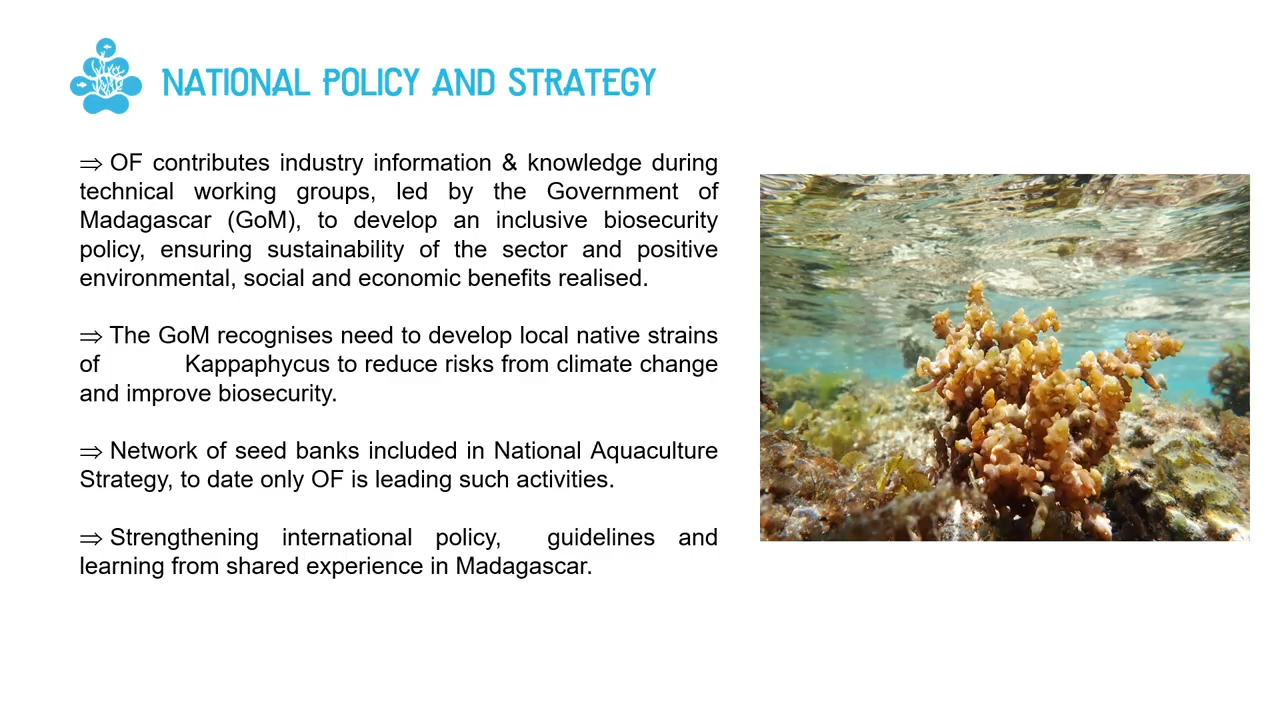 NATIONAL POLICY AND STRATEGY
⇒ OF contributes industry information & knowledge during
technical working groups, led by the Government of
Madagascar (GoM), to develop an inclusive biosecurity
policy, ensuring sustainability of the sector and positive
environmental, social and economic benefits realised.
⇒ The GoM recognises need to develop local native strains
of Kappaphycus to reduce risks from climate change
and improve biosecurity.
⇒ Network of seed banks included in National Aquaculture
Strategy, to date only OF is leading such activities.
⇒ Strengthening international policy, guidelines and
learning from shared experience in Madagascar.